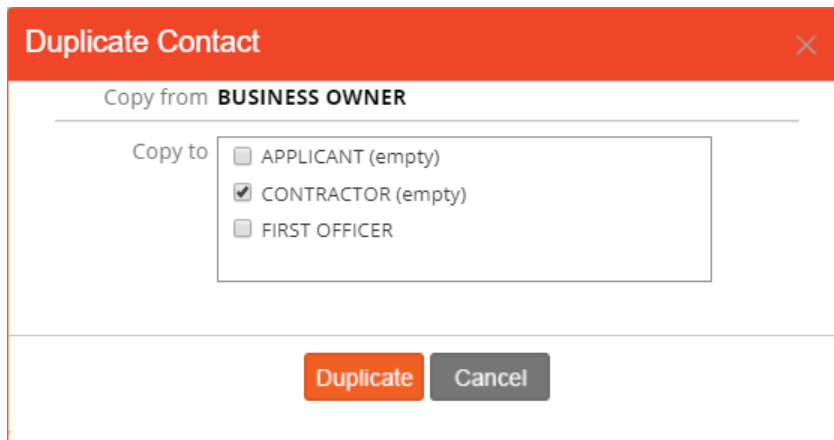 Duplicate Contact
Copy from BUSINESS OWNER
Copy to
APPLICANT (empty)
CONTRACTOR (empty)
FIRST OFFICER
Duplicate Cancel